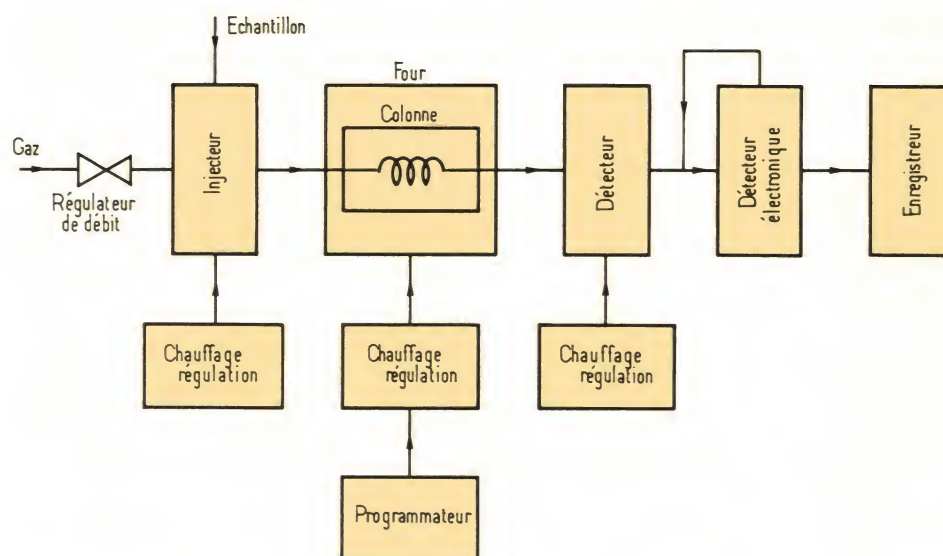 Echantillon
Four
Colonne
Gaz
Régulateur
de débit
Injecteur
Détecteur
Détecteur
électronique
Enregistreur
Chauffage
régulation
Chauffage
régulation
Chauffage
régulation
Programmateur